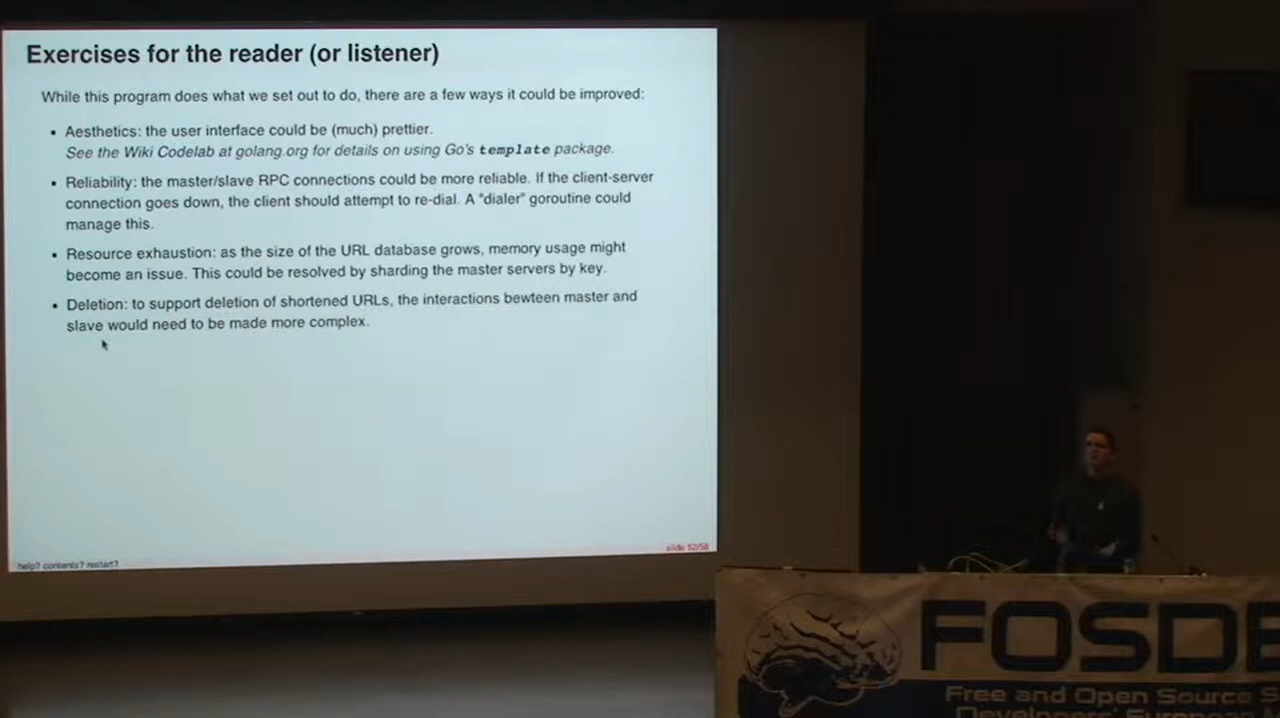 Exercises for the reader (or listener)
While this program does what we set out to do, there are a few ways it could be improved:
• Aesthetics: the user interface could be (much) prettier.
See the Wiki Codelab at golang.org for details on using Go's template package.
• Reliability: the master/slave RPC connections could be more reliable. If the client-server
connection goes down, the client should attempt to re-dial. A "dialer" goroutine could
manage this.
• Resource exhaustion: as the size of the URL database grows, memory usage might
become an issue. This could be resolved by sharding the master servers by key.
• Deletion: to support deletion of shortened URLs, the interactions bewteen master and
slave would need to be made more complex.
slide 52/58
help? contents? restart?
FOSDE
Free and Open Source S
Developers' European